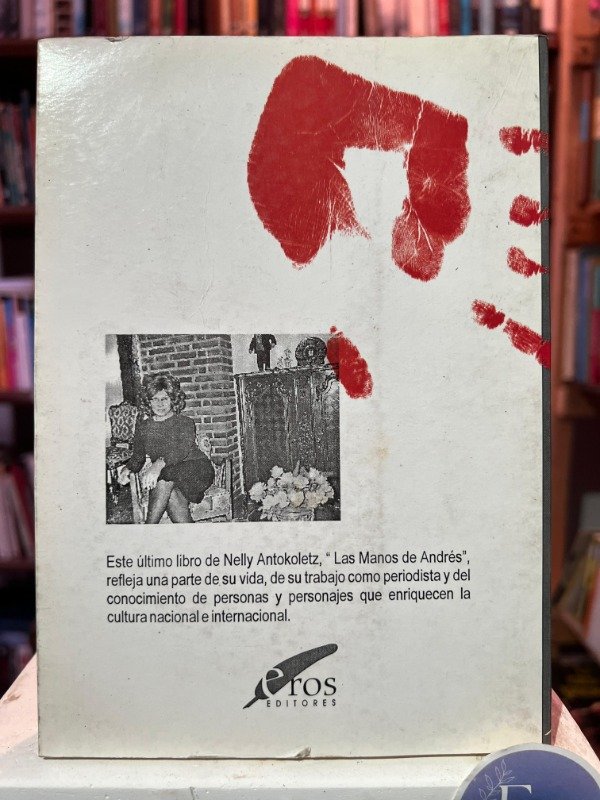 Este último libro de Nelly Antokoletz, “ Las Manos de Andrés”,
refleja una parte de su vida, de su trabajo como periodista y del
conocimiento de personas y personajes que enriquecen la
cultura nacional e internacional.
eros
EDITORES
E